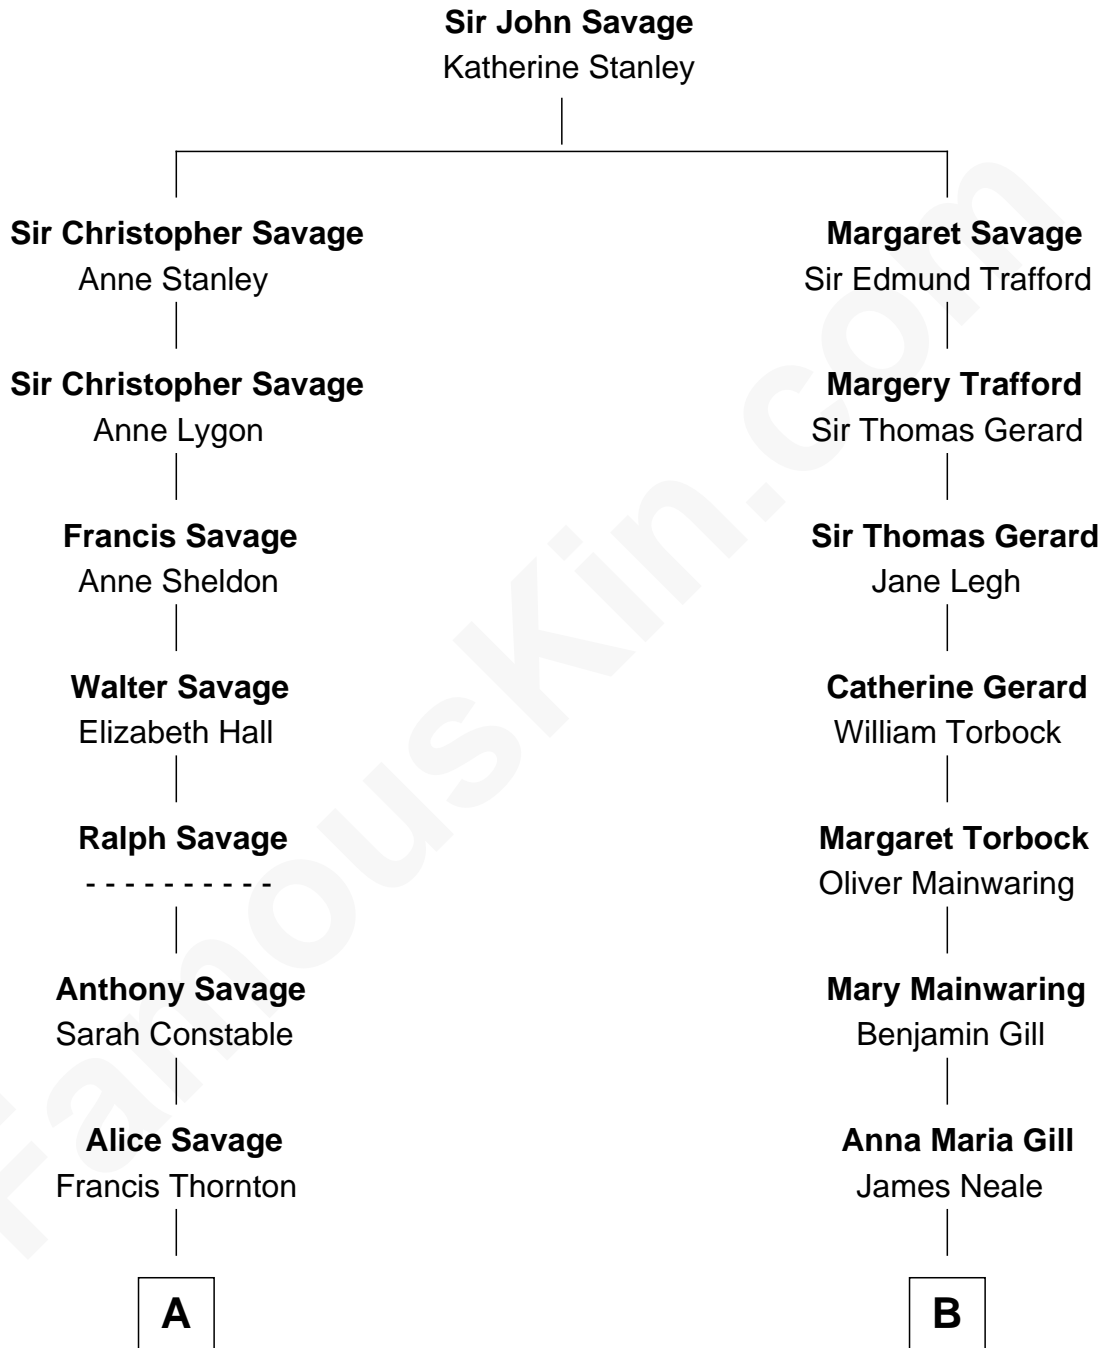 Sir John Savage
Katherine Stanley
Sir Christopher Savage
Anne Stanley
Margaret Savage
Sir Edmund Trafford
Sir Christopher Savage
Anne Lygon
Margery Trafford
Sir Thomas Gerard
Francis Savage
Anne Sheldon
Sir Thomas Gerard
Jane Legh
Walter Savage
Elizabeth Hall
Catherine Gerard
William Torbock
Ralph Savage
- - - - - - - - - -
Margaret Torbock
Oliver Mainwaring
Anthony Savage
Sarah Constable
Mary Mainwaring
Benjamin Gill
Alice Savage
Francis Thornton
Anna Maria Gill
James Neale
A
B
FamousKin.com